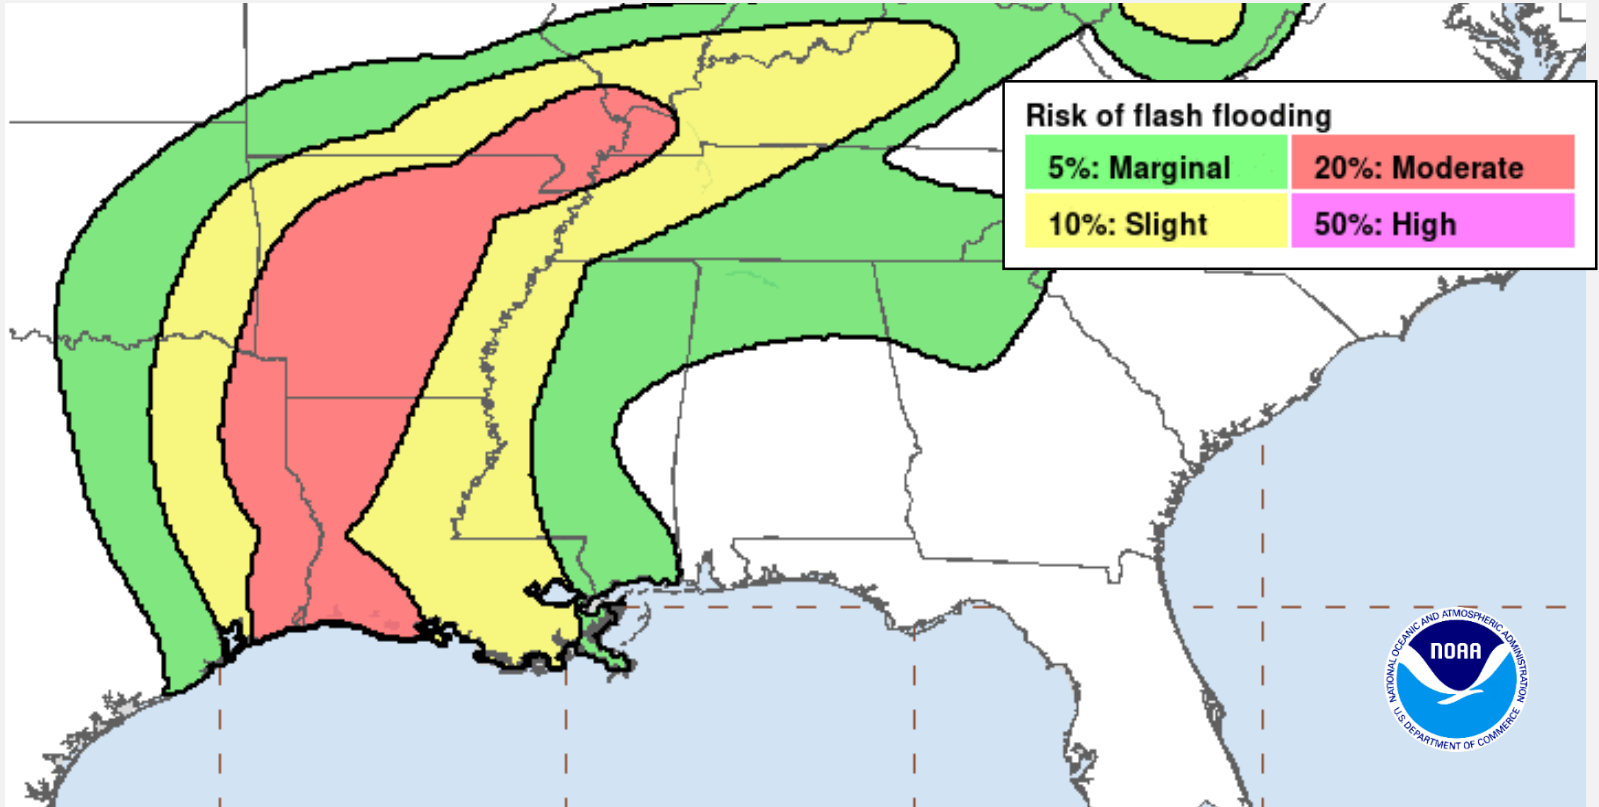 Risk of flash flooding
5%: Marginal 20%: Moderate
10%: Slight 50%: High
NATIONAL OCEANIC AND ATMOSPHERIC ADMINISTRATION
NOAA
U.S. DEPARTMENT OF COMMERCE